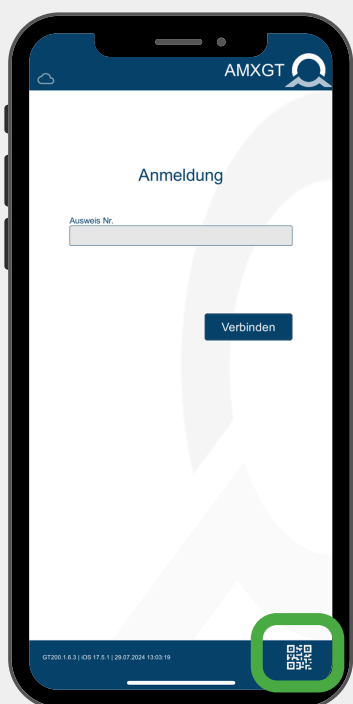 AMXGT
Anmeldung
Ausweis Nr.
Verbinden
GT200.1.6.3 | iOS 17.5.1 | 29.07.2024 13:03:19